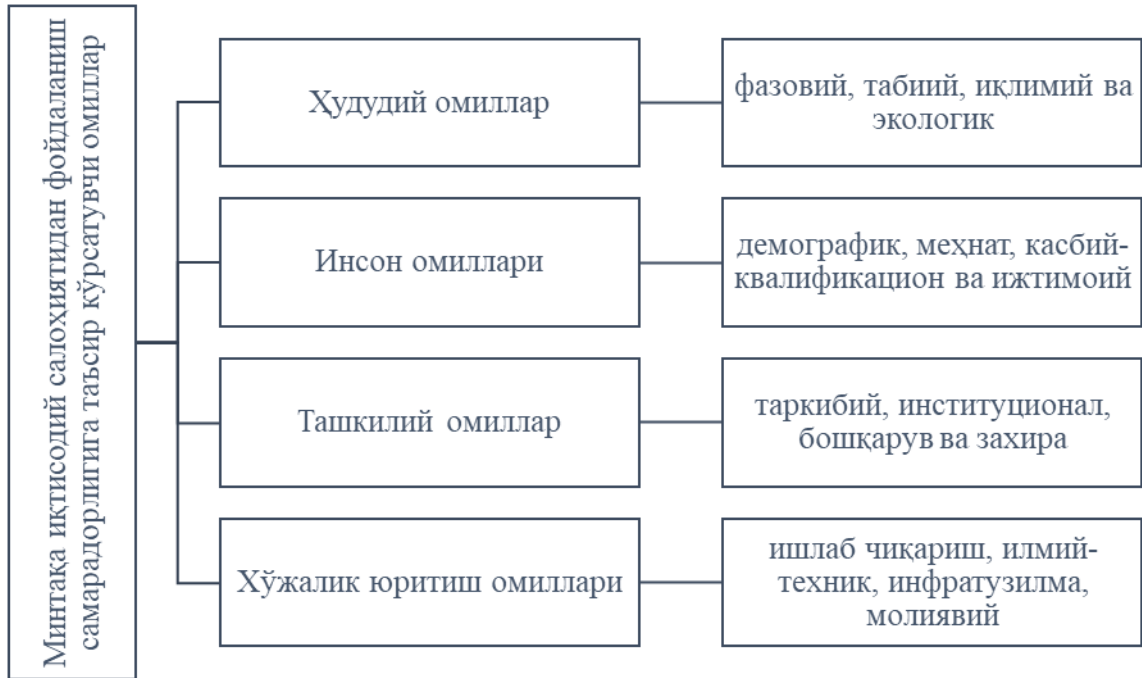 Минтақа иқтисодий салоҳиятидан фойдаланиш
самарадорлигига таъсир кўрсатувчи омиллар
Ҳудудий омиллар
фазовий, табиий, иқлимий ва
экологик
Инсон омиллари
демографик, меҳнат, касбий-
квалификацион ва ижтимоий
Ташкилий омиллар
таркибий, институционал,
бошқарув ва захира
Хўжалик юритиш омиллари
ишлаб чиқариш, илмий-
техник, инфратузилма,
молиявий